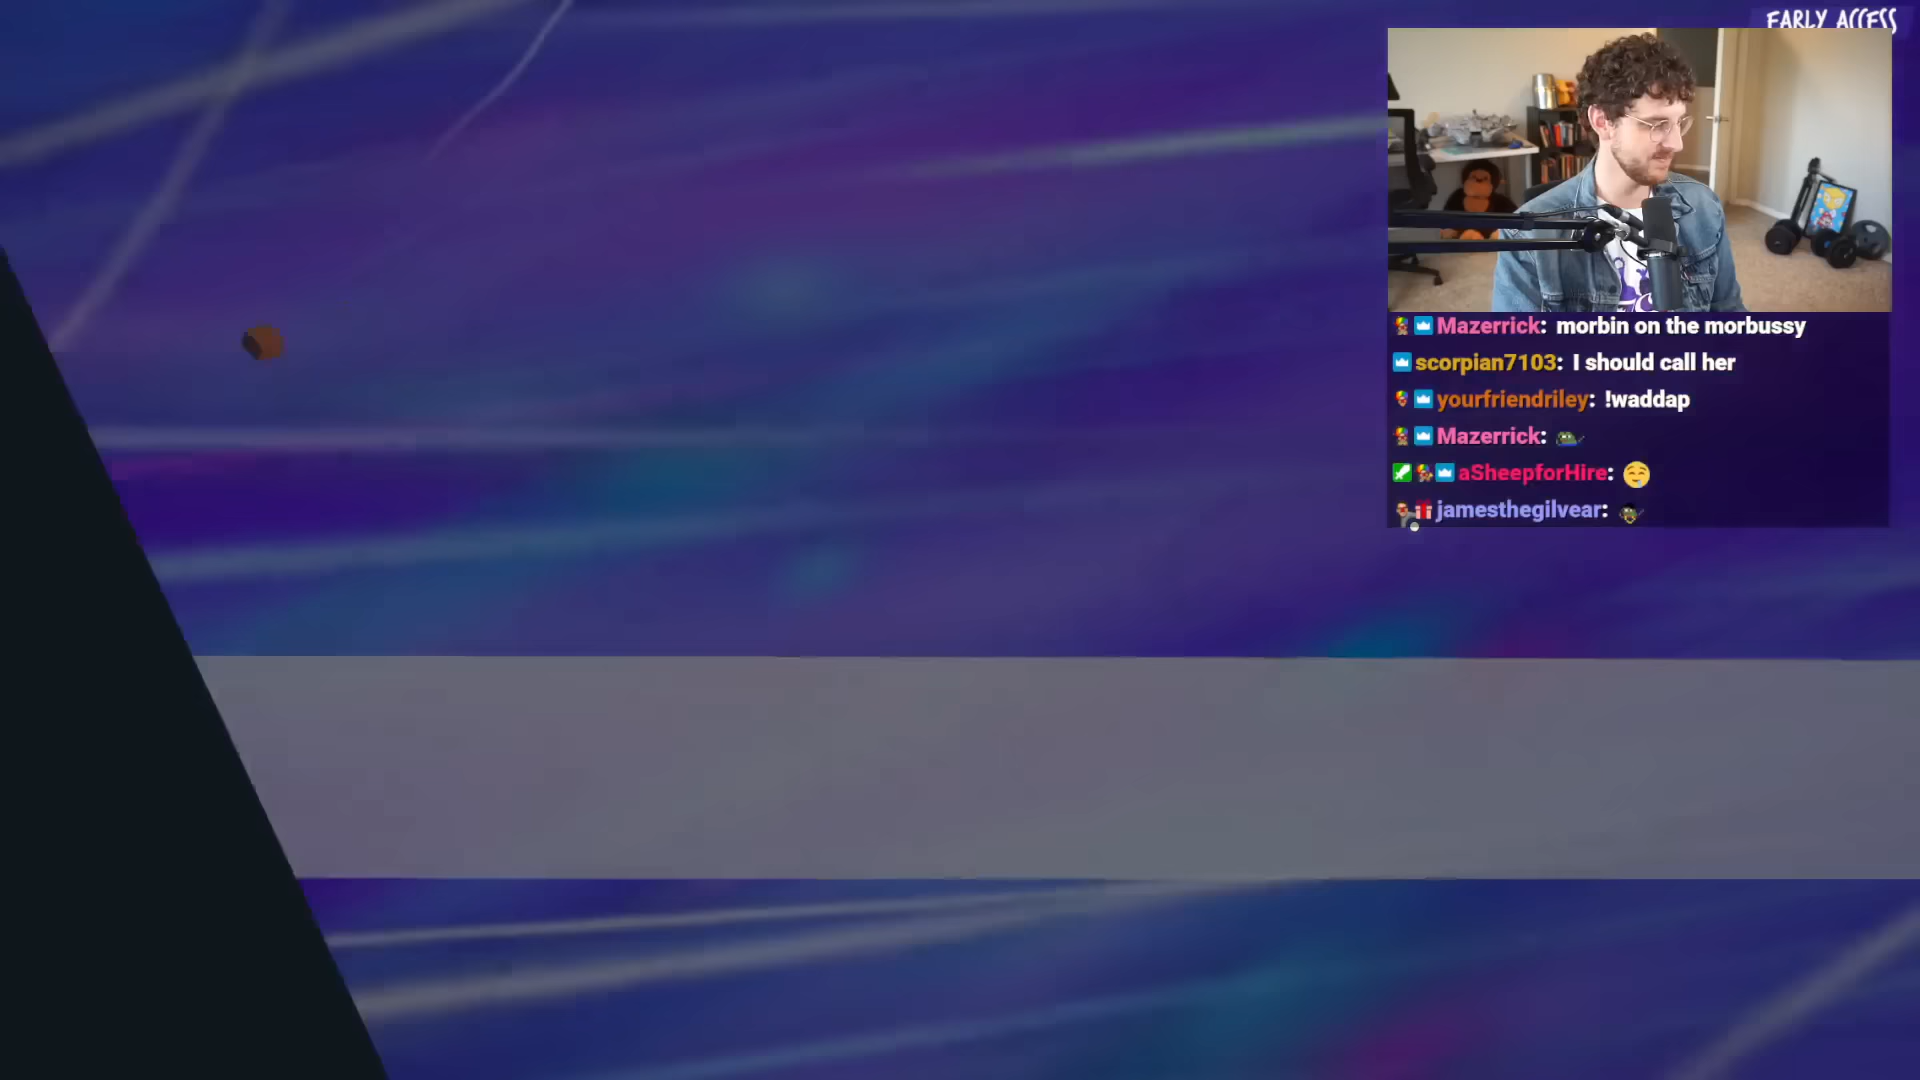 EARLY ACCESS
Mazerrick: morbin on the morbussy
scorpian7103: I should call her
yourfriendriley: !waddap
Mazerrick:
aSheepforHire:
jamesthegilvear: